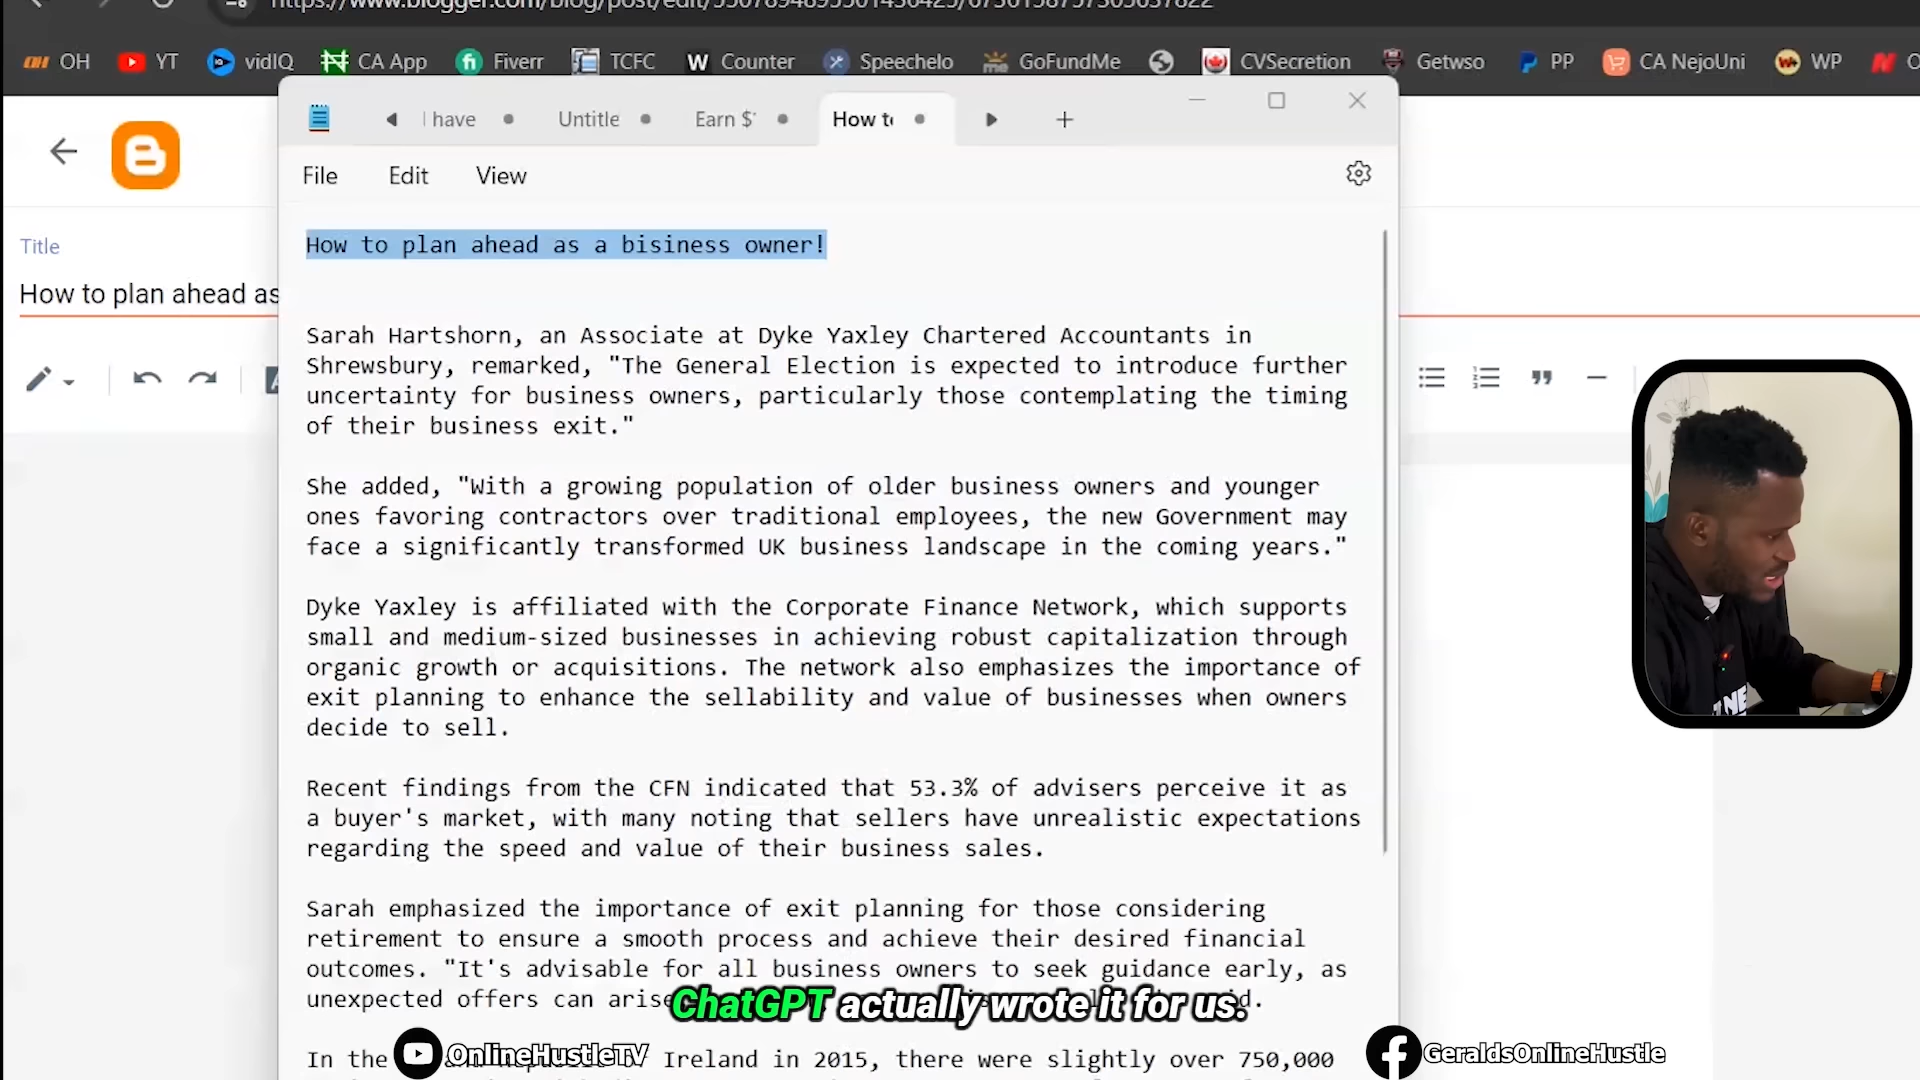 https://www.blogger.com/blog/post/edit/5507894895501436425/6730158757305637822
OH YT vidIQ CA App Fiverr TCFC Counter Speechelo GoFundMe CVSecretion Getwso PP CA NejoUni WP
I have Untitle Earn $ How to
File Edit View
Title
How to plan ahead as
How to plan ahead as a bisiness owner!
Sarah Hartshorn, an Associate at Dyke Yaxley Chartered Accountants in
Shrewsbury, remarked, "The General Election is expected to introduce further
uncertainty for business owners, particularly those contemplating the timing
of their business exit."
She added, "With a growing population of older business owners and younger
ones favoring contractors over traditional employees, the new Government may
face a significantly transformed UK business landscape in the coming years."
Dyke Yaxley is affiliated with the Corporate Finance Network, which supports
small and medium-sized businesses in achieving robust capitalization through
organic growth or acquisitions. The network also emphasizes the importance of
exit planning to enhance the sellability and value of businesses when owners
decide to sell.
Recent findings from the CFN indicated that 53.3% of advisers perceive it as
a buyer's market, with many noting that sellers have unrealistic expectations
regarding the speed and value of their business sales.
Sarah emphasized the importance of exit planning for those considering
retirement to ensure a smooth process and achieve their desired financial
outcomes. "It's advisable for all business owners to seek guidance early, as
unexpected offers can arise
ChatGPT actually wrote it for us.
OnlineHustleTV
In the Ireland in 2015, there were slightly over 750,000
GeraldsOnlineHustle